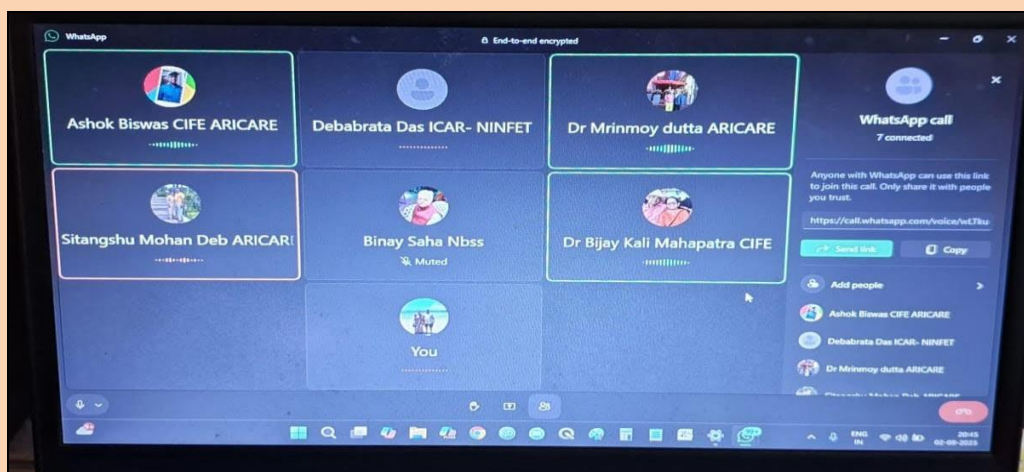 WhatsApp
End-to-end encrypted
Ashok Biswas CIFE ARICARE
Debabrata Das ICAR- NINFET
Dr Mrinmoy dutta ARICARE
Sitangshu Mohan Deb ARICAR
Binay Saha Nbss
Muted
Dr Bijay Kali Mahapatra CIFE
You
WhatsApp call
7 connected
Anyone with WhatsApp can use this link
to join this call. Only share it with people
you trust.
Send link
Copy
Add people
Ashok Biswas CIFE ARICARE
Debabrata Das ICAR- NINFET
Dr Mrinmoy dutta ARICARE
ENG
IN
20:45
02-09-2025